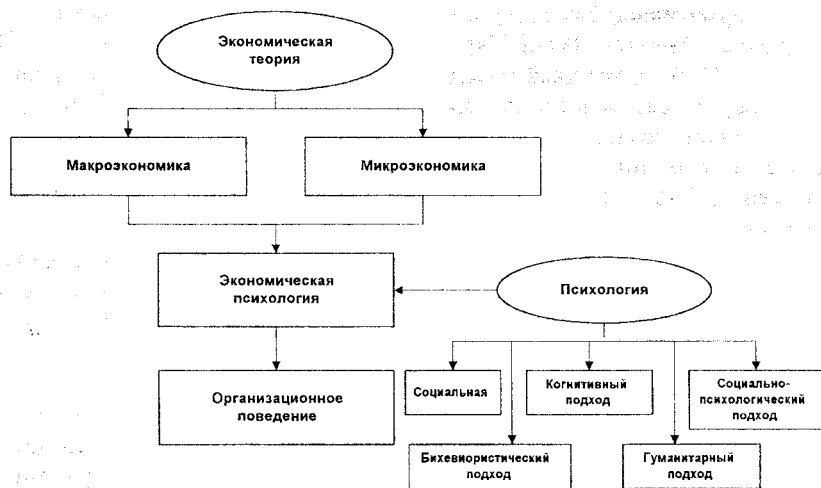 Экономическая
теория
Макроэкономика
Микроэкономика
Экономическая
психология
Психология
Организационное
поведение
Социальная
Когнитивный
подход
Социально-
психологический
подход
Бихевиористический
подход
Гуманитарный
подход